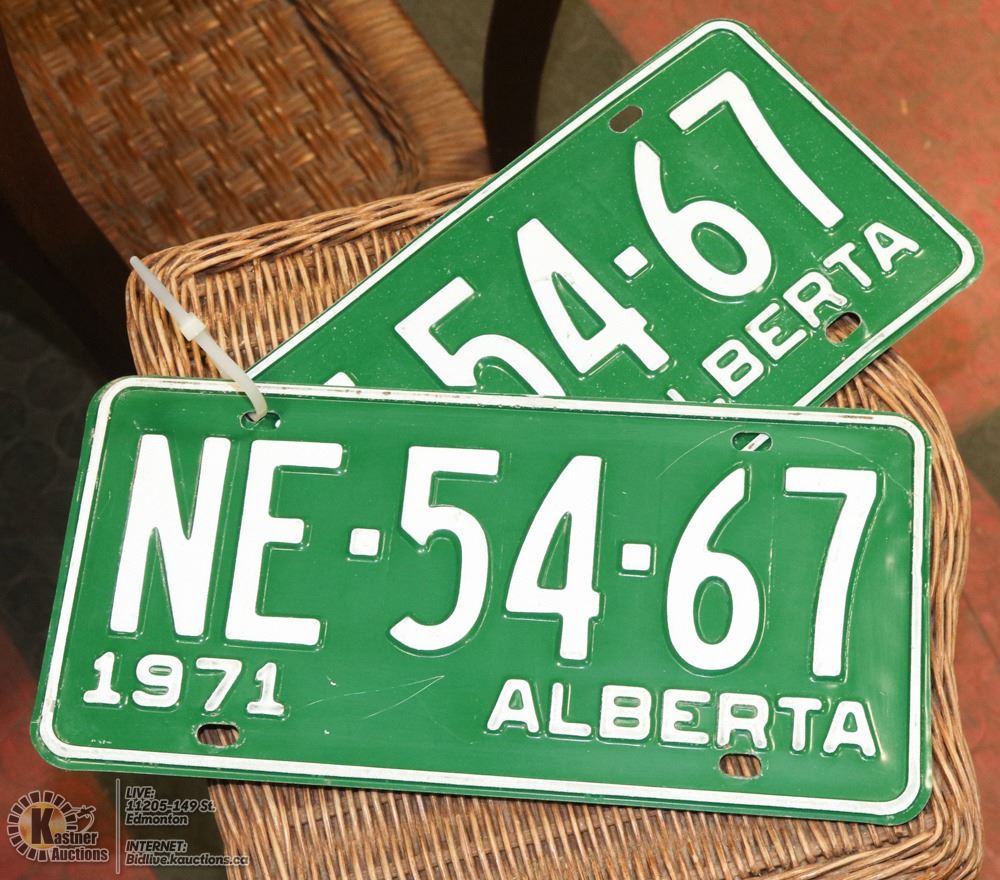 54·67
ALBERTA
NE·54·67
1971 ALBERTA
Kastner
Auctions
LIVE:
11205-149 St.
Edmonton
INTERNET:
Bidlive.kauctions.ca